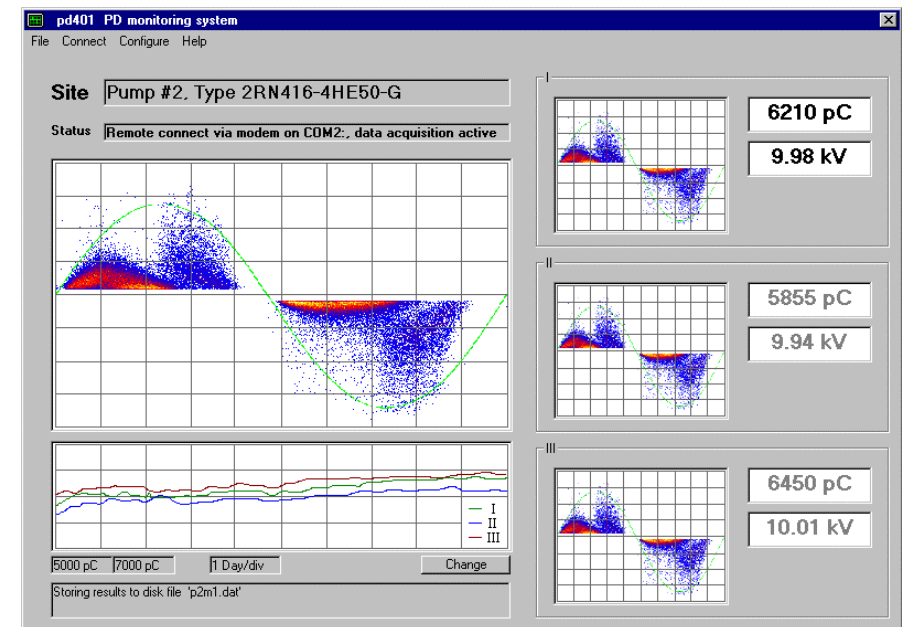 pd401 PD monitoring system
File Connect Configure Help
Site Pump #2, Type 2RN416-4HE50-G
Status Remote connect via modem on COM2:, data acquisition active
I
6210 pC
9.98 kV
II
5855 pC
9.94 kV
III
6450 pC
10.01 kV
I
II
III
5000 pC 7000 pC 1 Day/div Change
Storing results to disk file 'p2m1.dat'